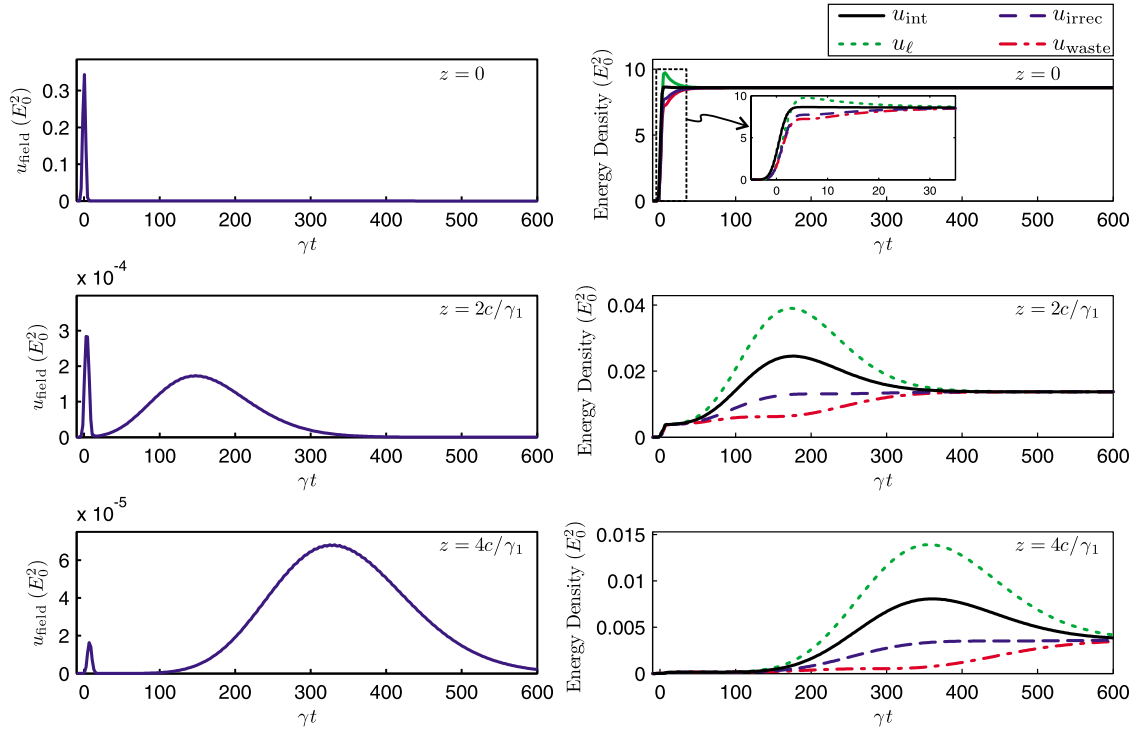 u_int
u_irrec
u_ℓ
u_waste
z = 0
u_field (E_0^2)
0.3
0.2
0.1
0
0 100 200 300 400 500 600
γt
z = 0
Energy Density (E_0^2)
10
5
0
10
5
0
0 10 20 30
0 100 200 300 400 500 600
γt
x 10^-4
z = 2c/γ_1
u_field (E_0^2)
3
2
1
0
0 100 200 300 400 500 600
γt
z = 2c/γ_1
Energy Density (E_0^2)
0.04
0.02
0
0 100 200 300 400 500 600
γt
x 10^-5
z = 4c/γ_1
u_field (E_0^2)
6
4
2
0
0 100 200 300 400 500 600
γt
z = 4c/γ_1
Energy Density (E_0^2)
0.015
0.01
0.005
0
0 100 200 300 400 500 600
γt